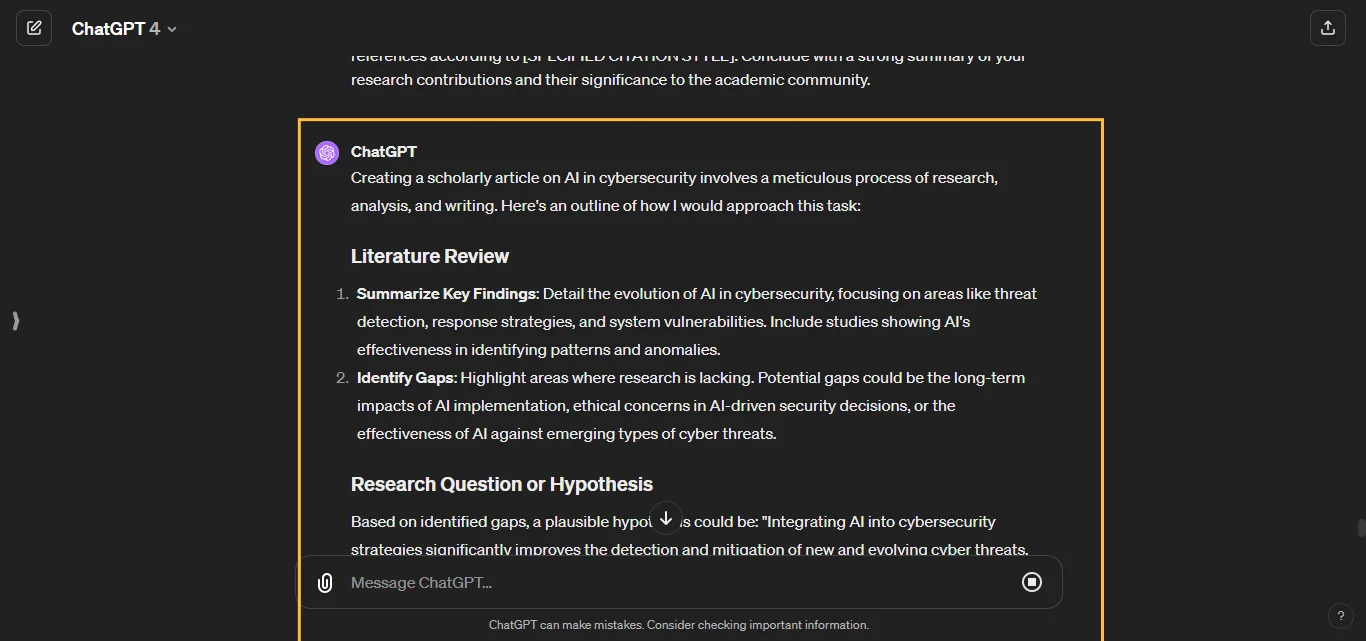 ChatGPT 4
references according to [SPECIFIED CITATION STYLE]. Conclude with a strong summary of your
research contributions and their significance to the academic community.
ChatGPT
Creating a scholarly article on AI in cybersecurity involves a meticulous process of research,
analysis, and writing. Here's an outline of how I would approach this task:
Literature Review
1. Summarize Key Findings: Detail the evolution of AI in cybersecurity, focusing on areas like threat
detection, response strategies, and system vulnerabilities. Include studies showing AI's
effectiveness in identifying patterns and anomalies.
2. Identify Gaps: Highlight areas where research is lacking. Potential gaps could be the long-term
impacts of AI implementation, ethical concerns in AI-driven security decisions, or the
effectiveness of AI against emerging types of cyber threats.
Research Question or Hypothesis
Based on identified gaps, a plausible could be: "Integrating AI into cybersecurity
strategies significantly improves the detection and mitigation of new and evolving cyber threats.
Message ChatGPT...
ChatGPT can make mistakes. Consider checking important information.
?